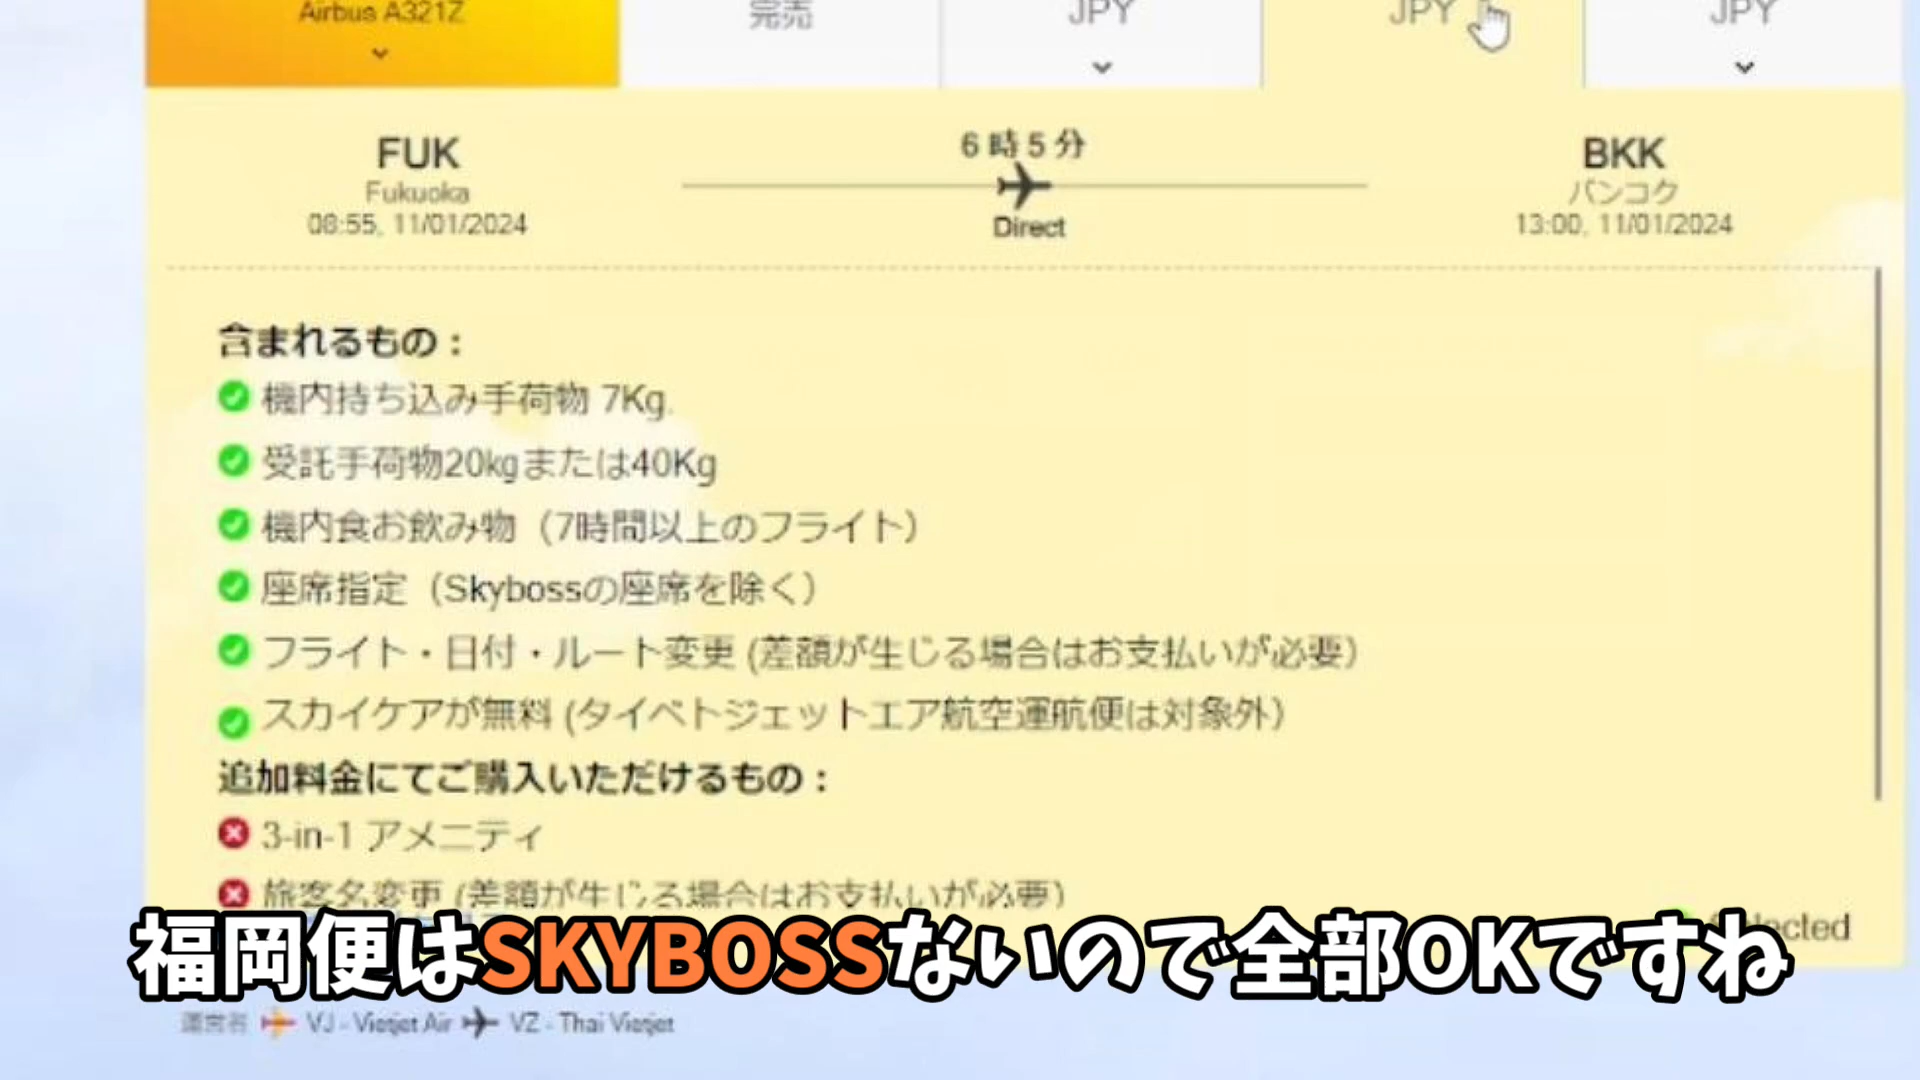 Airbus A321Z
完売
JPY
JPY
JPY
FUK
Fukuoka
08:55, 11/01/2024
6 時 5 分
Direct
BKK
バンコク
13:00, 11/01/2024
含まれるもの：
機内持ち込み手荷物 7Kg.
受託手荷物20kgまたは40Kg
機内食お飲み物（7時間以上のフライト）
座席指定（Skybossの座席を除く）
フライト・日付・ルート変更 (差額が生じる場合はお支払いが必要）
スカイケアが無料 (タイベトジェットエア航空運航便は対象外）
追加料金にてご購入いただけるもの：
3-in-1 アメニティ
旅客名変更 (差額が生じる場合はお支払いが必要）
Selected
福岡便はSKYBOSSないので全部OKですね
運営者 VJ - Vietjet Air VZ - Thai Vietjet